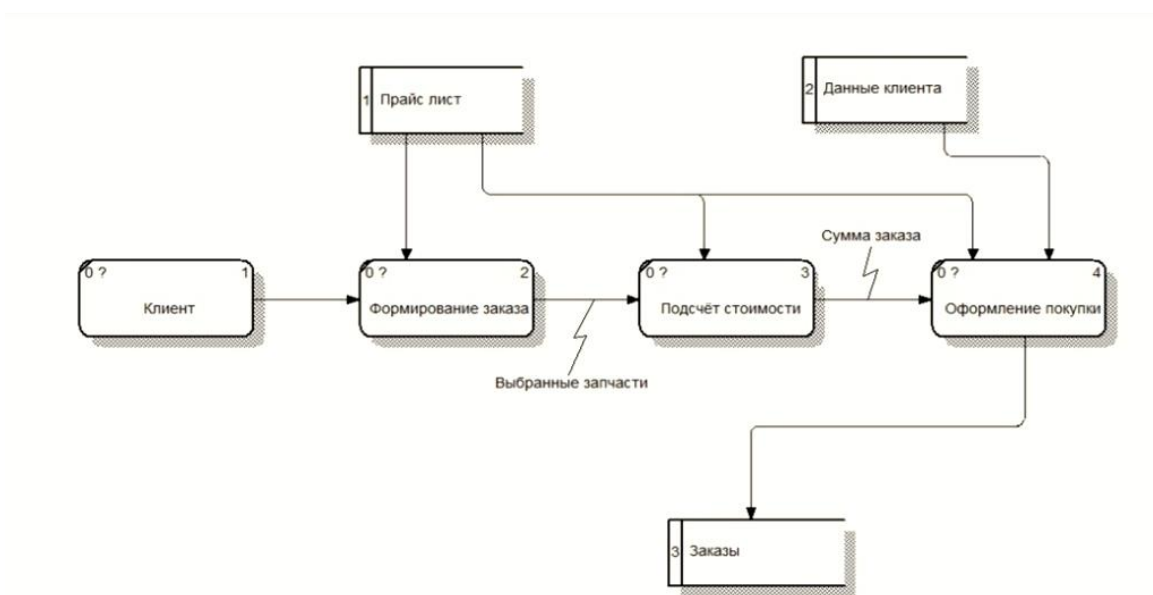 1 Прайс лист
2 Данные клиента
Сумма заказа
0 ? 1
Клиент
0 ? 2
Формирование заказа
0 ? 3
Подсчёт стоимости
0 ? 4
Оформление покупки
Выбранные запчасти
3 Заказы